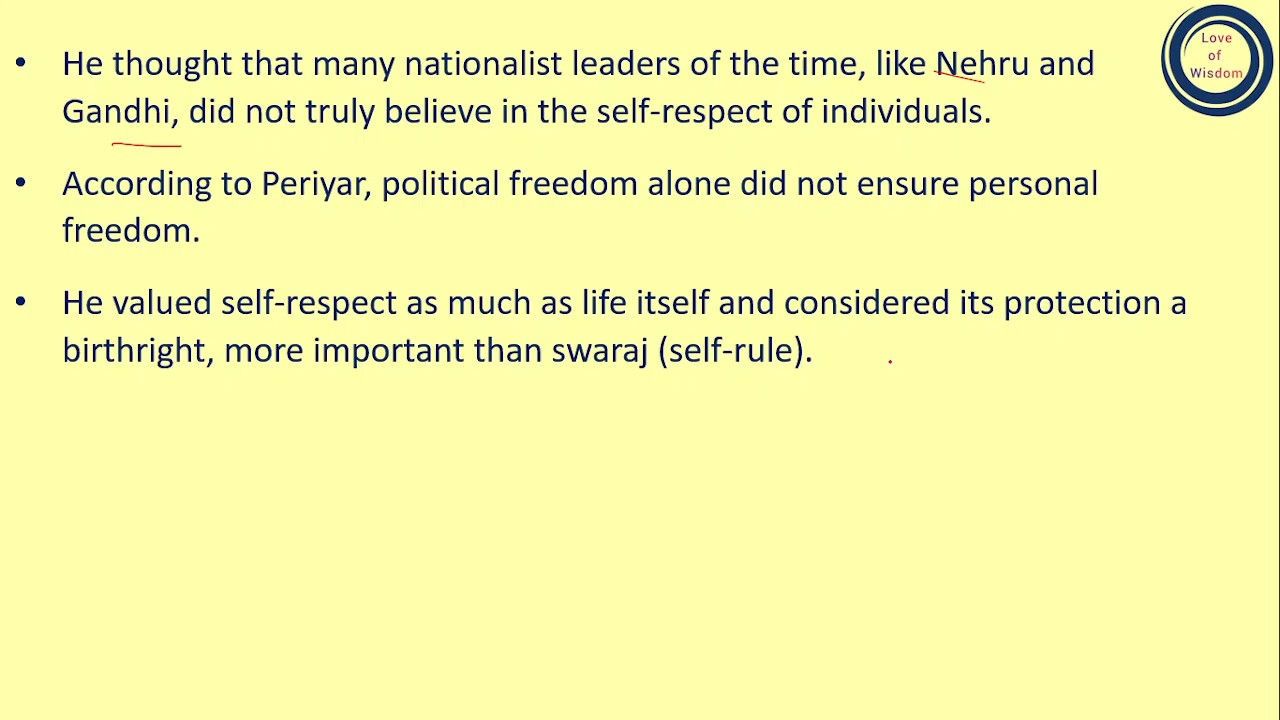 • He thought that many nationalist leaders of the time, like Nehru and
Gandhi, did not truly believe in the self-respect of individuals.
• According to Periyar, political freedom alone did not ensure personal
freedom.
• He valued self-respect as much as life itself and considered its protection a
birthright, more important than swaraj (self-rule).
Love
of
Wisdom